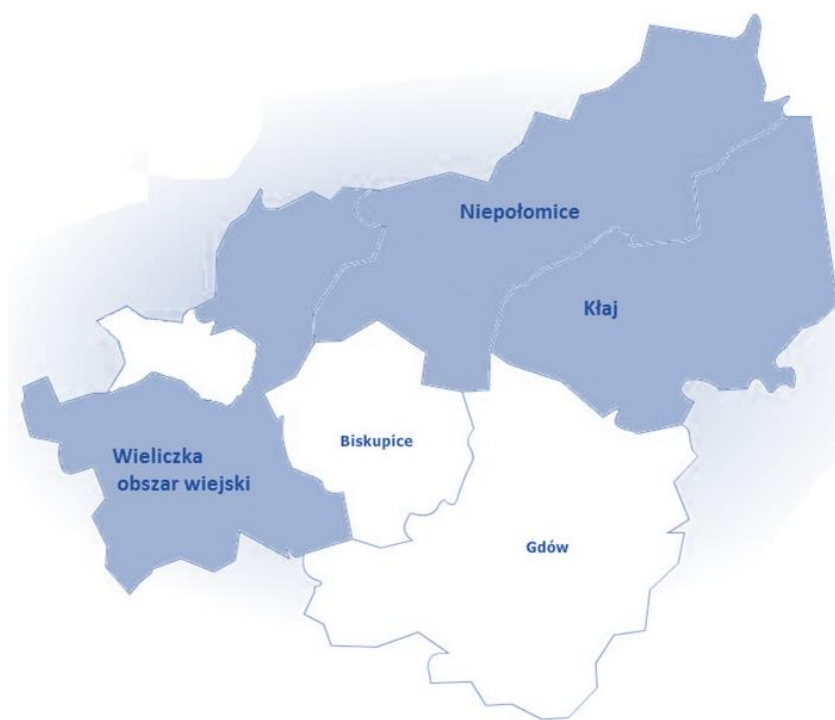 Niepołomice
Kłaj
Biskupice
Wieliczka
obszar wiejski
Gdów